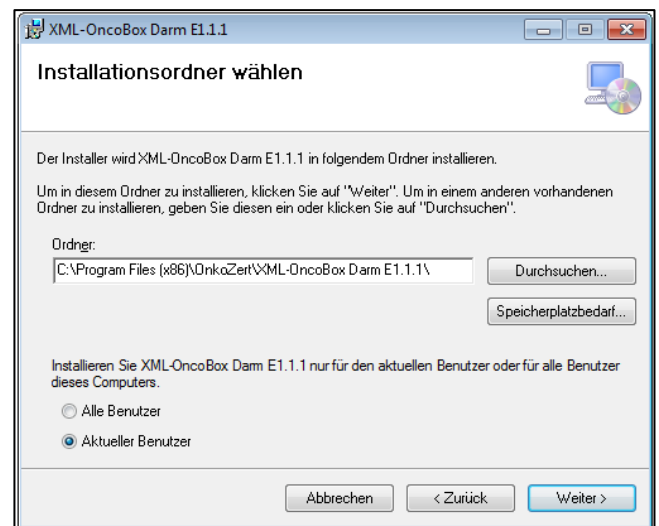 XML-OncoBox Darm E1.1.1
Installationsordner wählen
Der Installer wird XML-OncoBox Darm E1.1.1 in folgendem Ordner installieren.
Um in diesem Ordner zu installieren, klicken Sie auf "Weiter". Um in einem anderen vorhandenen
Ordner zu installieren, geben Sie diesen ein oder klicken Sie auf "Durchsuchen".
Ordner:
C:\Program Files (x86)\OnkoZert\XML-OncoBox Darm E1.1.1\
Durchsuchen...
Speicherplatzbedarf...
Installieren Sie XML-OncoBox Darm E1.1.1 nur für den aktuellen Benutzer oder für alle Benutzer
dieses Computers.
Alle Benutzer
Aktueller Benutzer
Abbrechen
< Zurück
Weiter >